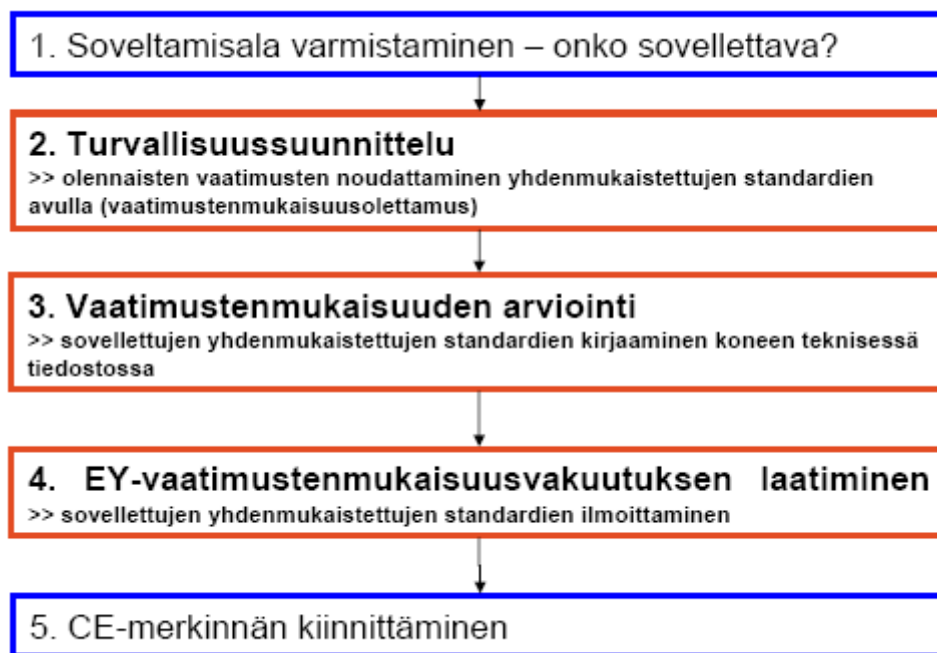 1. Soveltamisala varmistaminen – onko sovellettava?
2. Turvallisuussuunnittelu
>> olennaisten vaatimusten noudattaminen yhdenmukaistettujen standardien
avulla (vaatimustenmukaisuusolettamus)
3. Vaatimustenmukaisuuden arviointi
>> sovellettujen yhdenmukaistettujen standardien kirjaaminen koneen teknisessä
tiedostossa
4. EY-vaatimustenmukaisuusvakuutuksen laatiminen
>> sovellettujen yhdenmukaistettujen standardien ilmoittaminen
5. CE-merkinnän kiinnittäminen